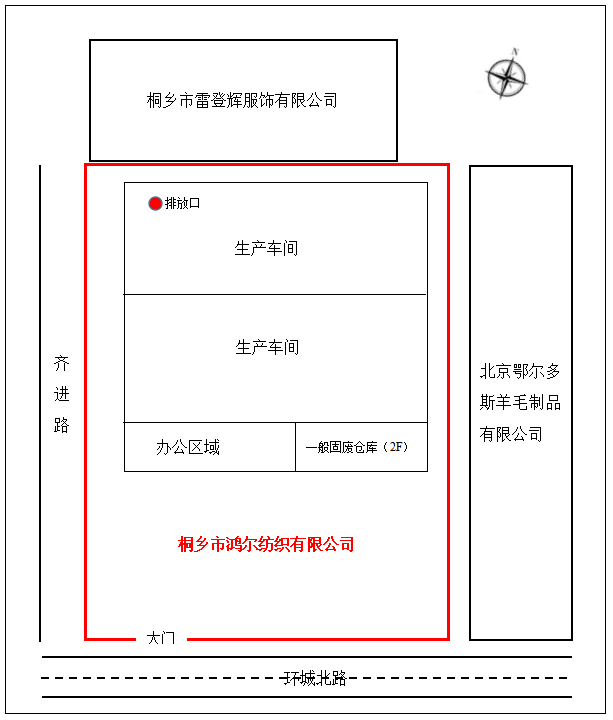 N
桐乡市雷登辉服饰有限公司
排放口
生产车间
生产车间
齐
进
路
北京鄂尔多
斯羊毛制品
有限公司
办公区域
一般固废仓库（2F）
桐乡市鸿尔纺织有限公司
大门
环城北路